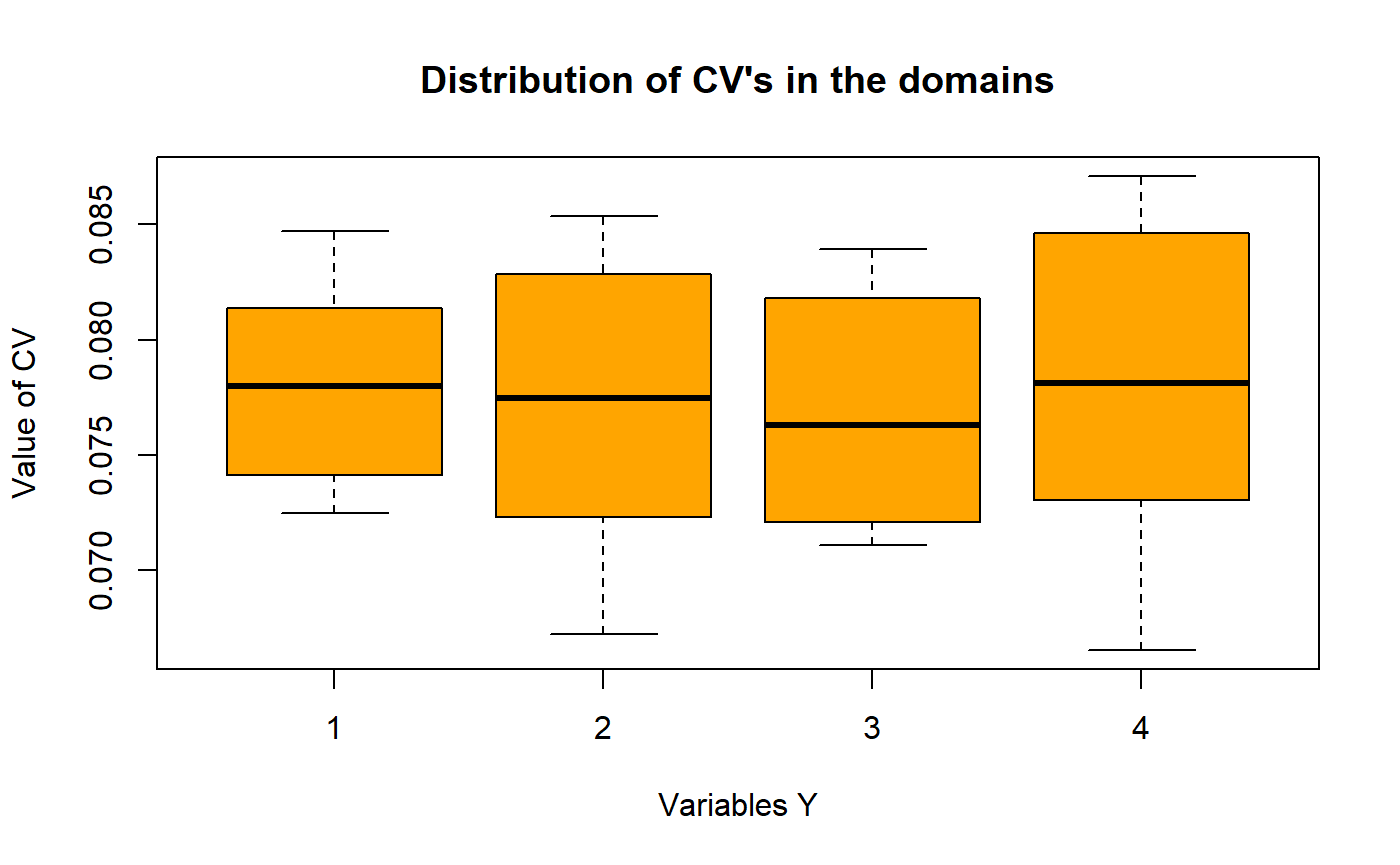 Distribution of CV's in the domains
Value of CV
0.085
0.080
0.075
0.070
1 2 3 4
Variables Y